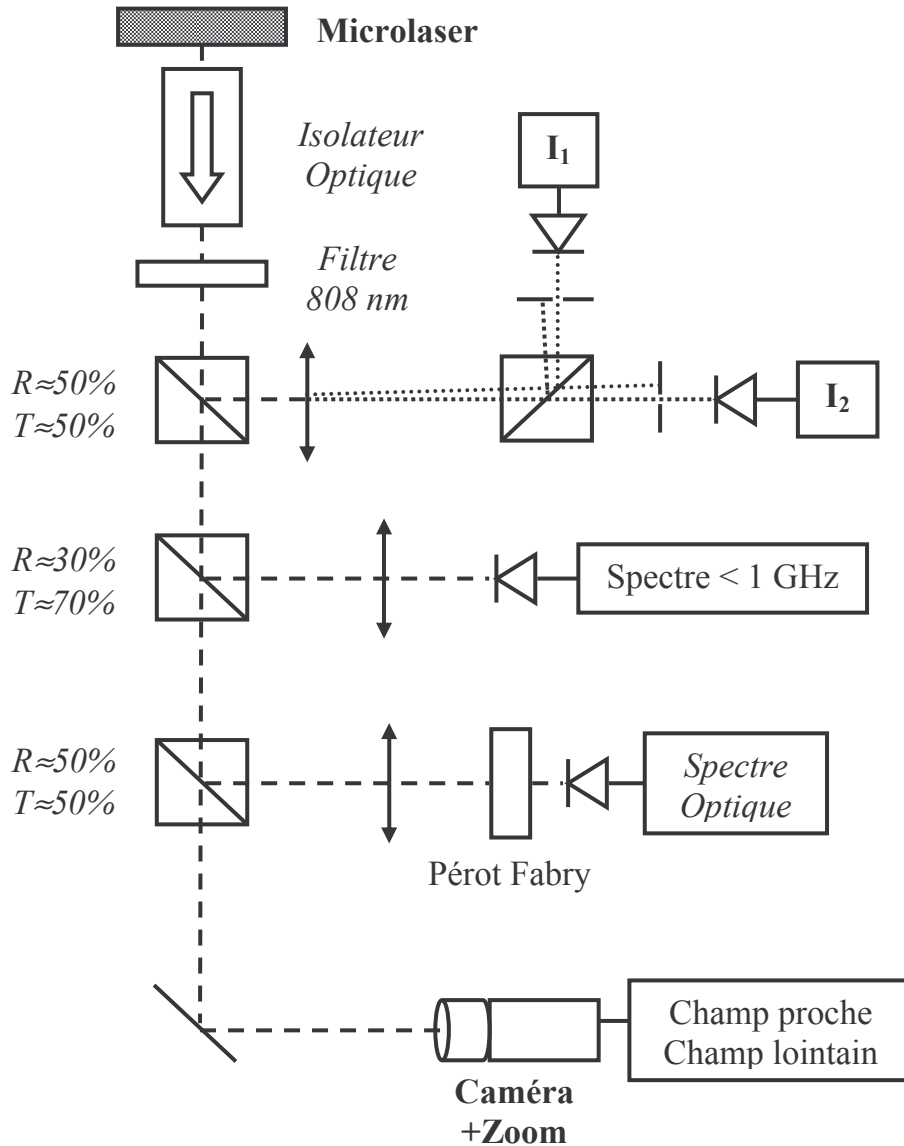 Microlaser
Isolateur
Optique
I₁
Filtre
808 nm
R≈50%
T≈50%
I₂
R≈30%
T≈70%
Spectre < 1 GHz
R≈50%
T≈50%
Spectre
Optique
Pérot Fabry
Champ proche
Champ lointain
Caméra
+Zoom